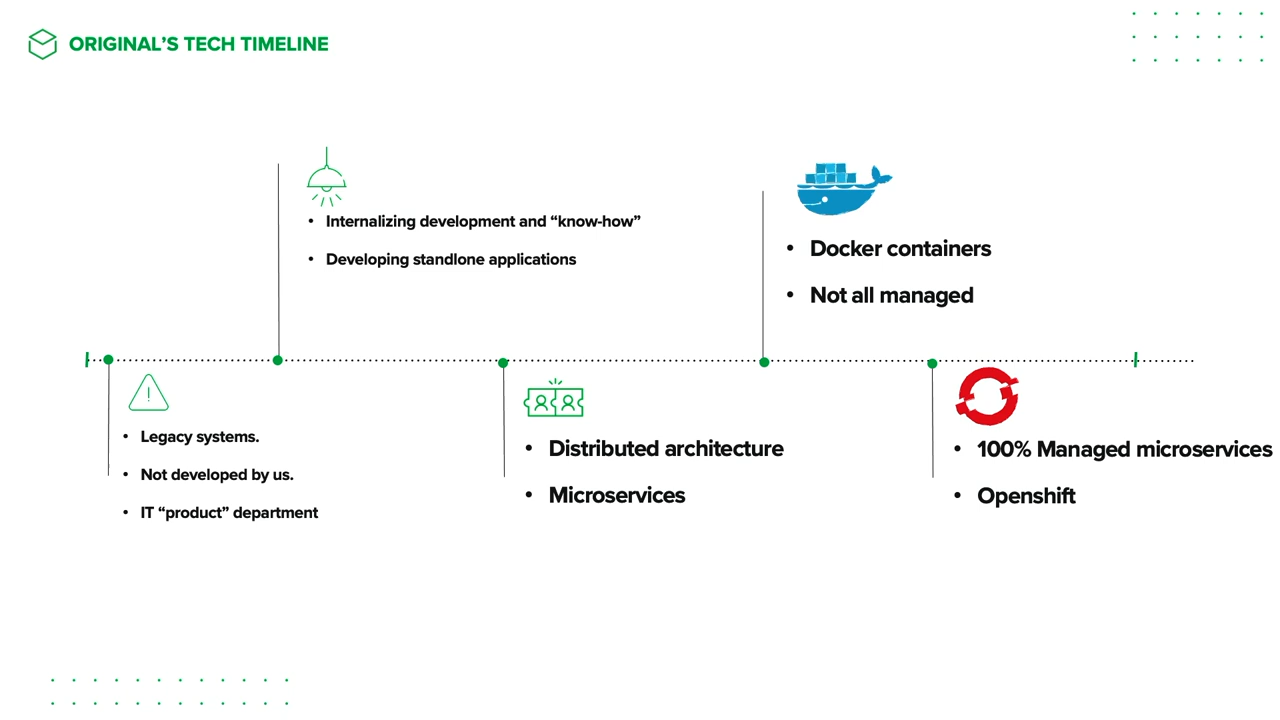 ORIGINAL’S TECH TIMELINE
• Internalizing development and “know-how”
• Developing standlone applications
• Docker containers
• Not all managed
• Legacy systems.
• Not developed by us.
• IT “product” department
• Distributed architecture
• Microservices
• 100% Managed microservices
• Openshift